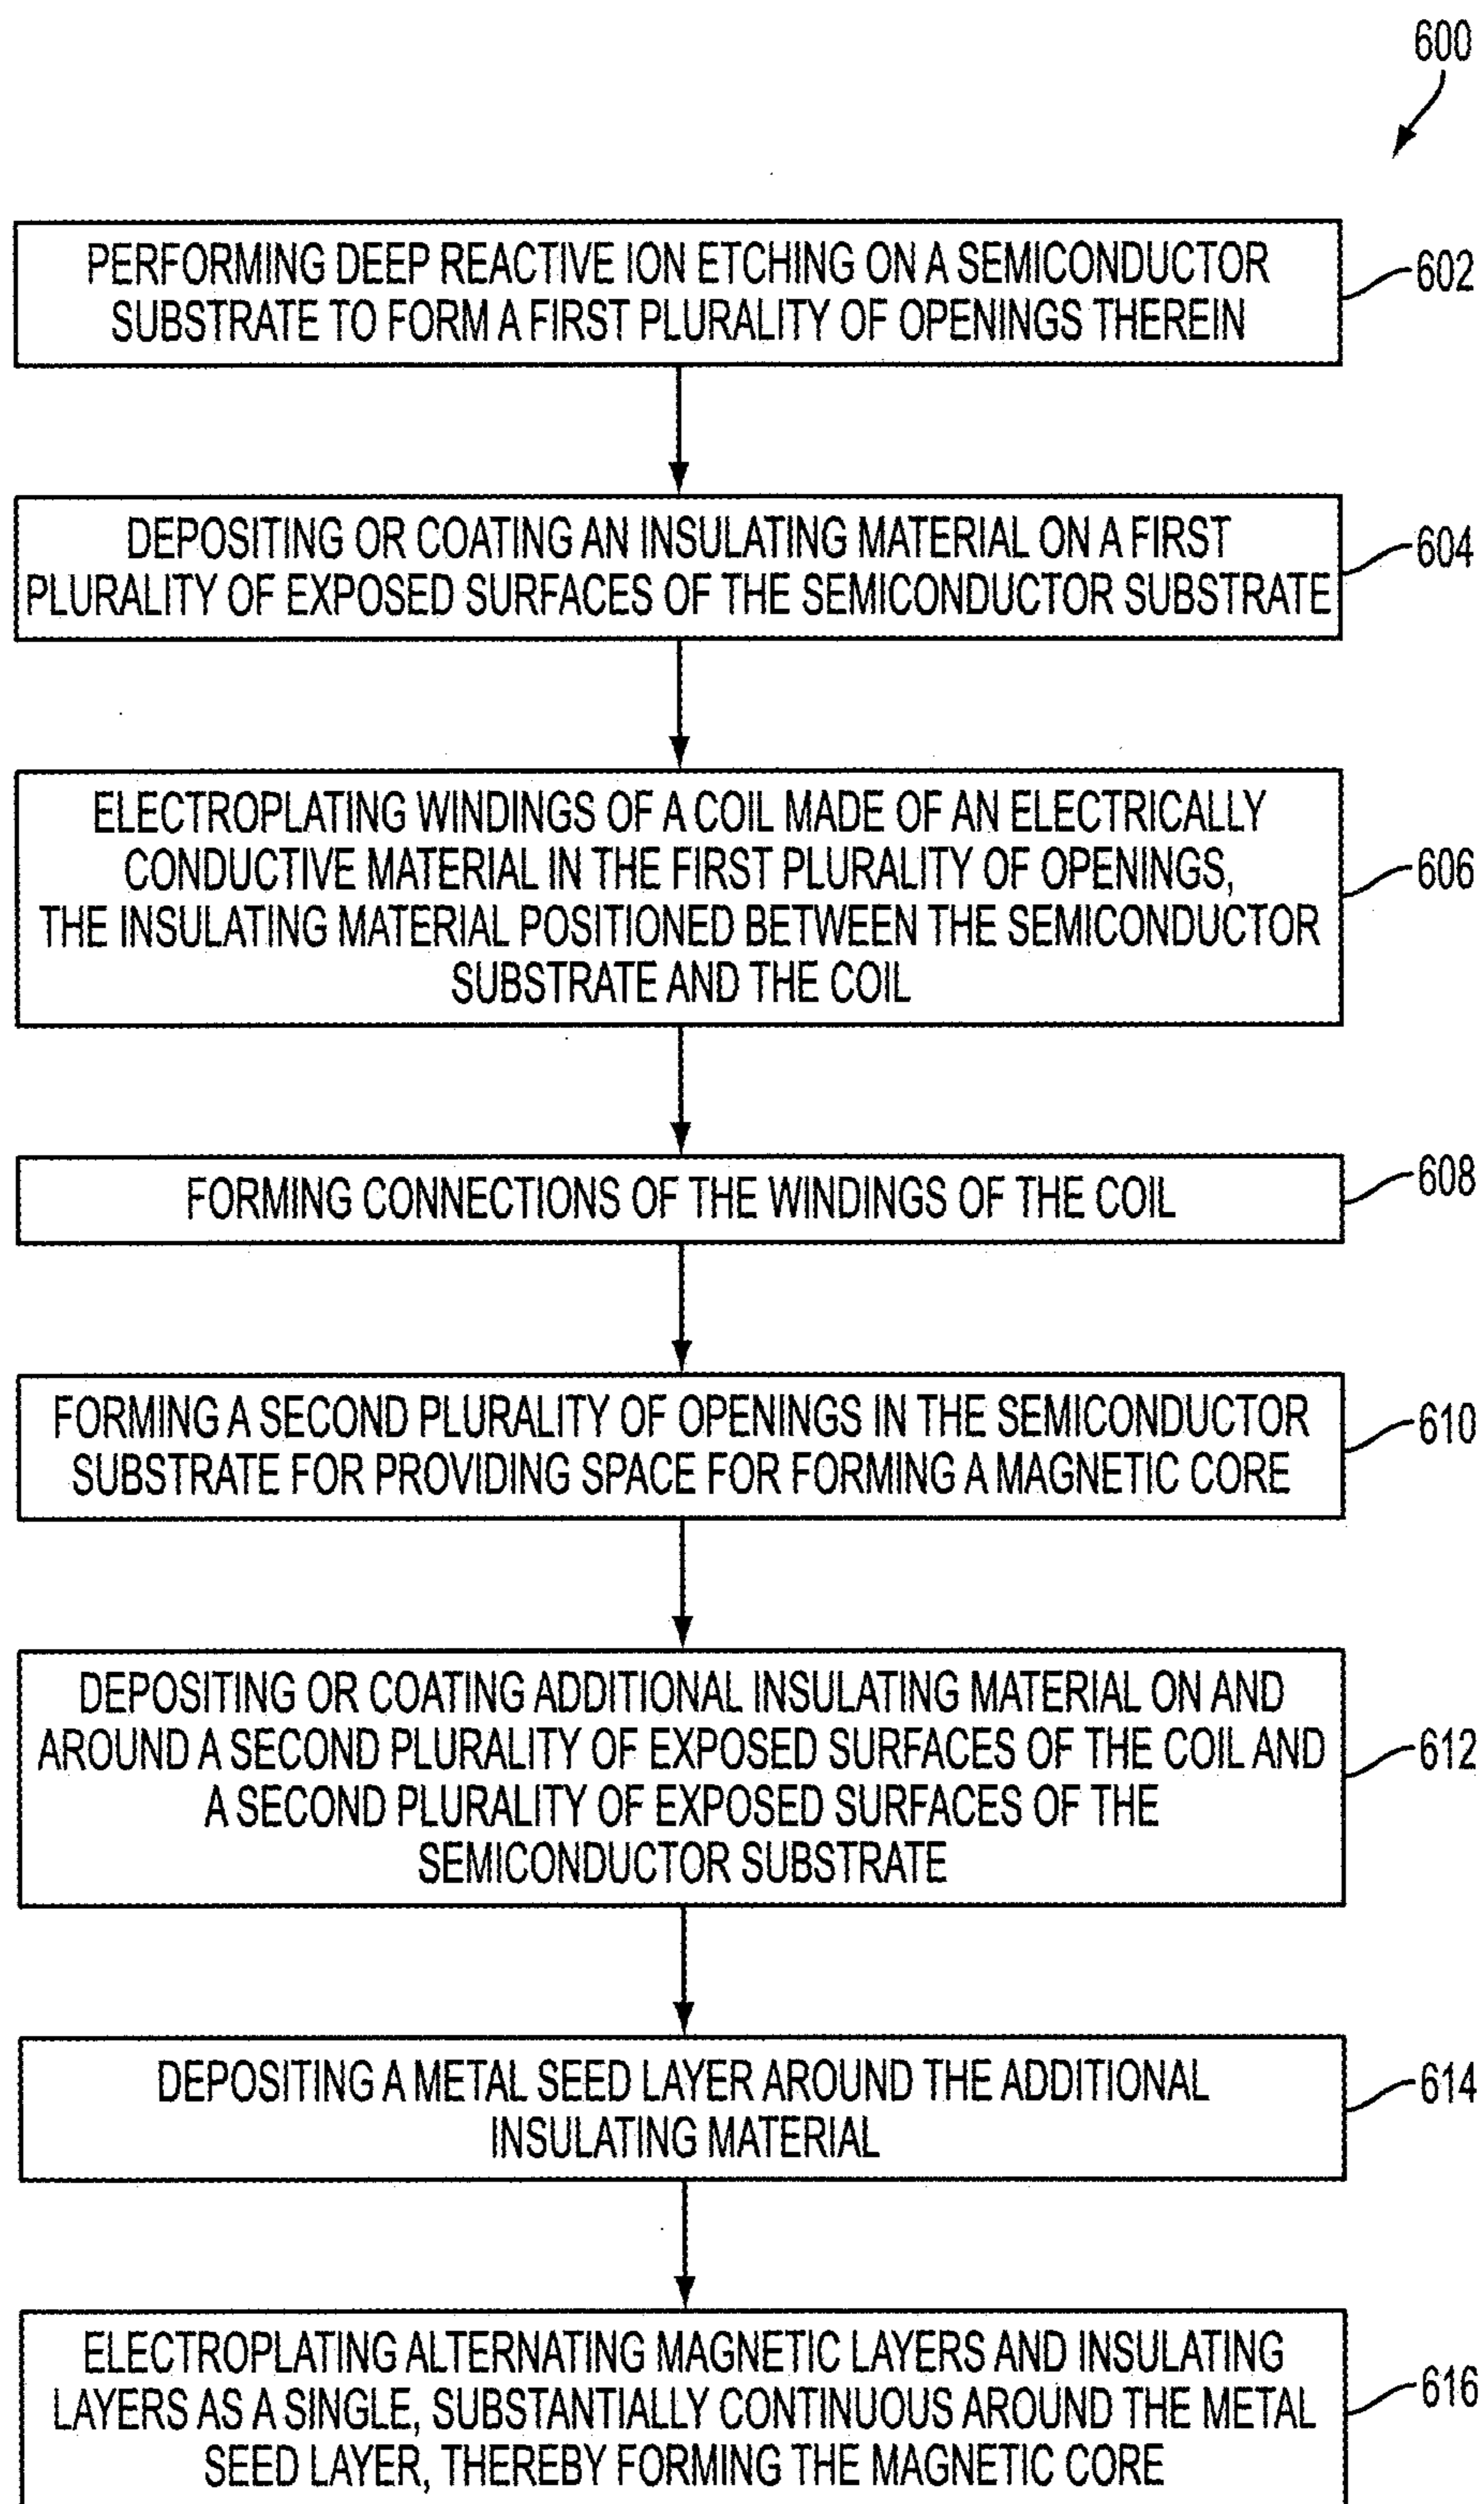 600
PERFORMING DEEP REACTIVE ION ETCHING ON A SEMICONDUCTOR
SUBSTRATE TO FORM A FIRST PLURALITY OF OPENINGS THEREIN
602
DEPOSITING OR COATING AN INSULATING MATERIAL ON A FIRST
PLURALITY OF EXPOSED SURFACES OF THE SEMICONDUCTOR SUBSTRATE
604
ELECTROPLATING WINDINGS OF A COIL MADE OF AN ELECTRICALLY
CONDUCTIVE MATERIAL IN THE FIRST PLURALITY OF OPENINGS,
THE INSULATING MATERIAL POSITIONED BETWEEN THE SEMICONDUCTOR
SUBSTRATE AND THE COIL
606
FORMING CONNECTIONS OF THE WINDINGS OF THE COIL
608
FORMING A SECOND PLURALITY OF OPENINGS IN THE SEMICONDUCTOR
SUBSTRATE FOR PROVIDING SPACE FOR FORMING A MAGNETIC CORE
610
DEPOSITING OR COATING ADDITIONAL INSULATING MATERIAL ON AND
AROUND A SECOND PLURALITY OF EXPOSED SURFACES OF THE COIL AND
A SECOND PLURALITY OF EXPOSED SURFACES OF THE
SEMICONDUCTOR SUBSTRATE
612
DEPOSITING A METAL SEED LAYER AROUND THE ADDITIONAL
INSULATING MATERIAL
614
ELECTROPLATING ALTERNATING MAGNETIC LAYERS AND INSULATING
LAYERS AS A SINGLE, SUBSTANTIALLY CONTINUOUS AROUND THE METAL
SEED LAYER, THEREBY FORMING THE MAGNETIC CORE
616